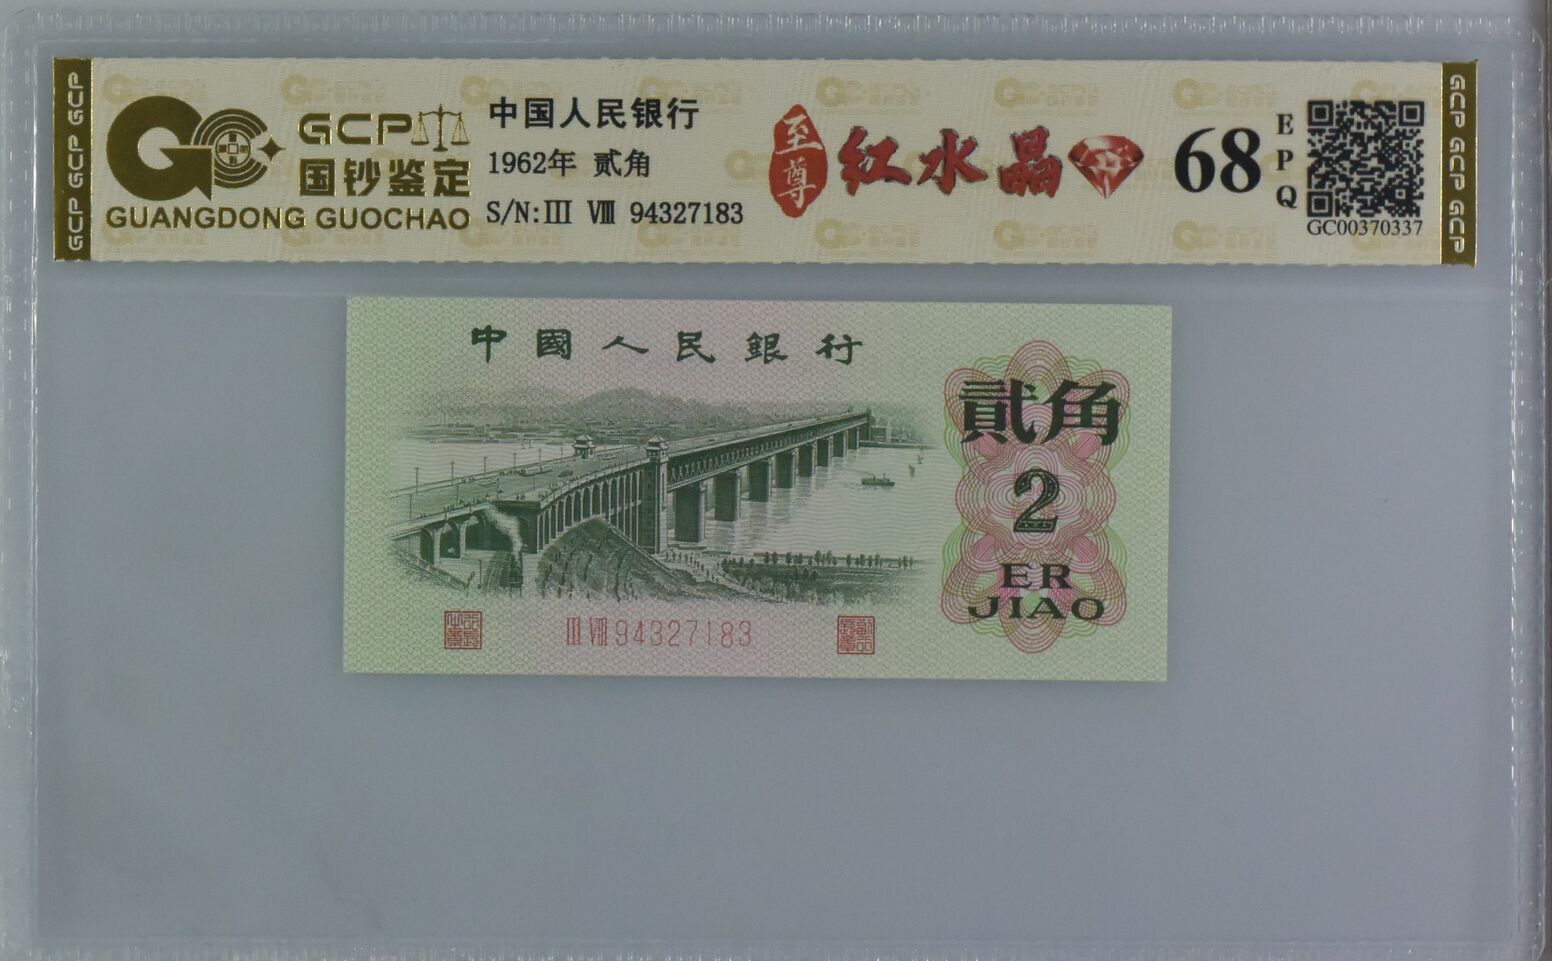 GCP GCP GCP
GCP
国钞鉴定
GUANGDONG GUOCHAO
中国人民银行
1962年 贰角
S/N:III VIII 94327183
至尊
红水晶
68
EPQ
GC00370337
GCP GCP GCP
中國人民銀行
貳角
2
ER
JIAO
III VIII 94327183